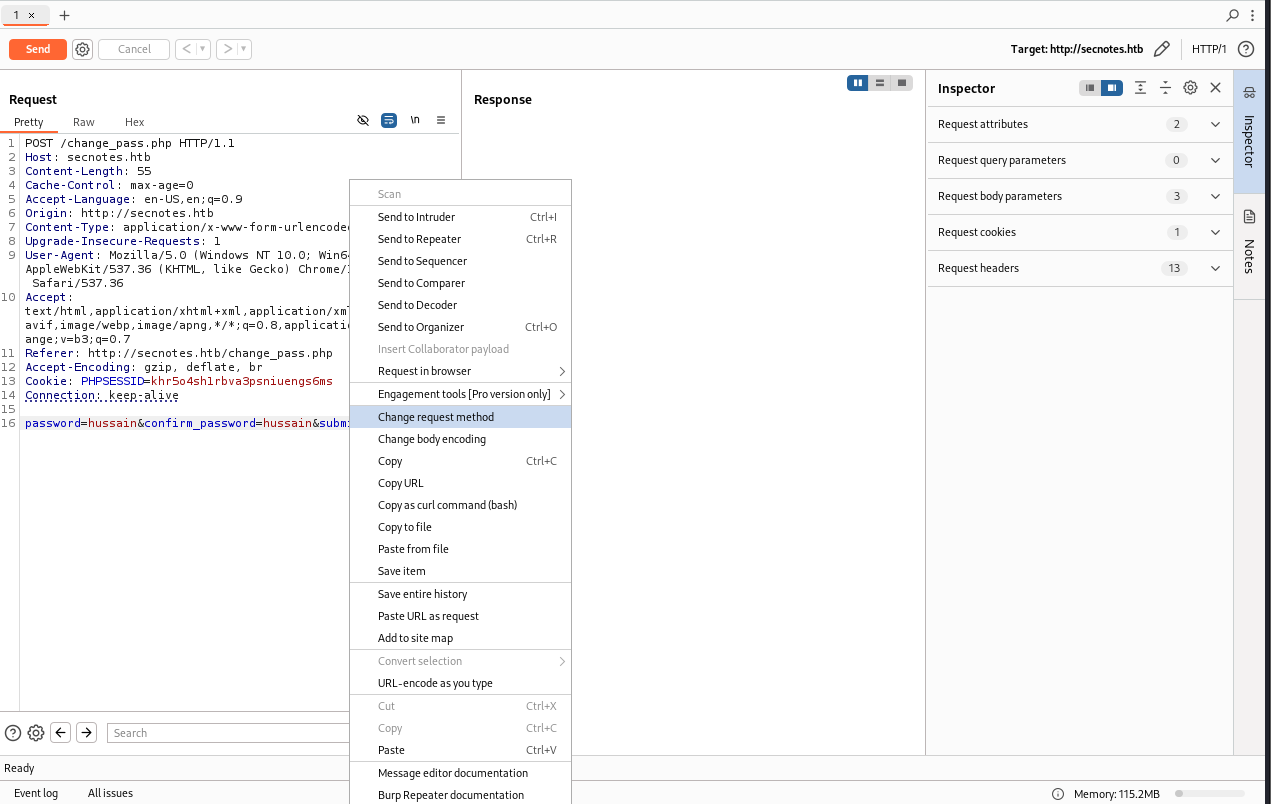 1 ×
+
Send
Cancel
Target: http://secnotes.htb
HTTP/1
Request
Pretty
Raw
Hex
\n
1 POST /change_pass.php HTTP/1.1
2 Host: secnotes.htb
3 Content-Length: 55
4 Cache-Control: max-age=0
5 Accept-Language: en-US,en;q=0.9
6 Origin: http://secnotes.htb
7 Content-Type: application/x-www-form-urlencoded
8 Upgrade-Insecure-Requests: 1
9 User-Agent: Mozilla/5.0 (Windows NT 10.0; Win64
AppleWebKit/537.36 (KHTML, like Gecko) Chrome/
Safari/537.36
10 Accept:
text/html,application/xhtml+xml,application/xml
avif,image/webp,image/apng,*/*;q=0.8,applicati
ange;v=b3;q=0.7
11 Referer: http://secnotes.htb/change_pass.php
12 Accept-Encoding: gzip, deflate, br
13 Cookie: PHPSESSID=khr5o4sh1rbva3psniuengs6ms
14 Connection: keep-alive
15
16 password=hussain&confirm_password=hussain&submi
Scan
Send to Intruder Ctrl+I
Send to Repeater Ctrl+R
Send to Sequencer
Send to Comparer
Send to Decoder
Send to Organizer Ctrl+O
Insert Collaborator payload
Request in browser
Engagement tools [Pro version only]
Change request method
Change body encoding
Copy Ctrl+C
Copy URL
Copy as curl command (bash)
Copy to file
Paste from file
Save item
Save entire history
Paste URL as request
Add to site map
Convert selection
URL-encode as you type
Cut Ctrl+X
Copy Ctrl+C
Paste Ctrl+V
Message editor documentation
Burp Repeater documentation
Response
Inspector
Request attributes 2
Request query parameters 0
Request body parameters 3
Request cookies 1
Request headers 13
Inspector
Notes
Search
Ready
Event log
All issues
Memory: 115.2MB